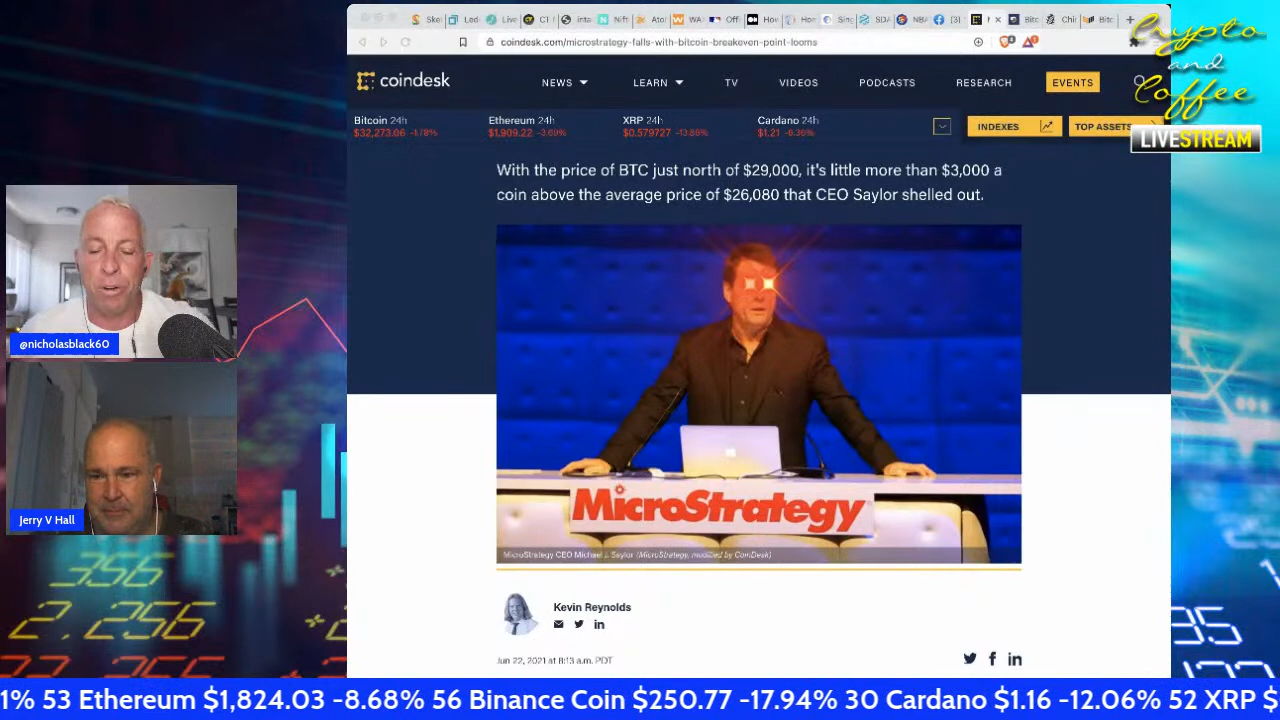 coindesk.com/microstrategy-falls-with-bitcoin-breakeven-point-looms
Crypto
and
Coffee
LIVESTREAM
coindesk
NEWS
LEARN
TV
VIDEOS
PODCASTS
RESEARCH
EVENTS
Bitcoin 24h
$32,273.06 -1.78%
Ethereum 24h
$1,909.22 -3.69%
XRP 24h
$0.579727 -13.86%
Cardano 24h
$1.21 -6.36%
INDEXES
TOP ASSETS
With the price of BTC just north of $29,000, it's little more than $3,000 a
coin above the average price of $26,080 that CEO Saylor shelled out.
MicroStrategy
MicroStrategy CEO Michael J. Saylor (MicroStrategy, modified by CoinDesk)
@nicholasblack60
Jerry V Hall
Kevin Reynolds
Jun 22, 2021 at 8:13 a.m. PDT
356
2.256
1% 53 Ethereum $1,824.03 -8.68% 56 Binance Coin $250.77 -17.94% 30 Cardano $1.16 -12.06% 52 XRP $